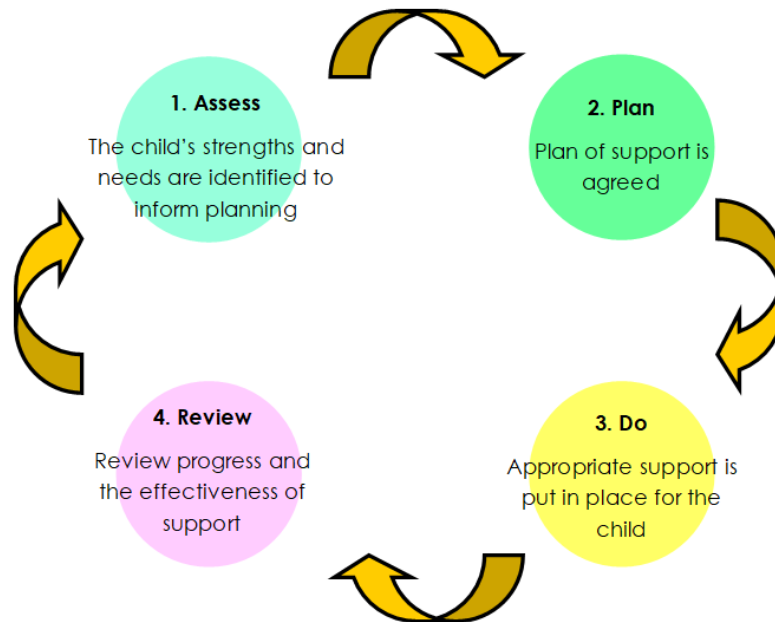 1. Assess
The child’s strengths and
needs are identified to
inform planning
2. Plan
Plan of support is
agreed
3. Do
Appropriate support is
put in place for the
child
4. Review
Review progress and
the effectiveness of
support